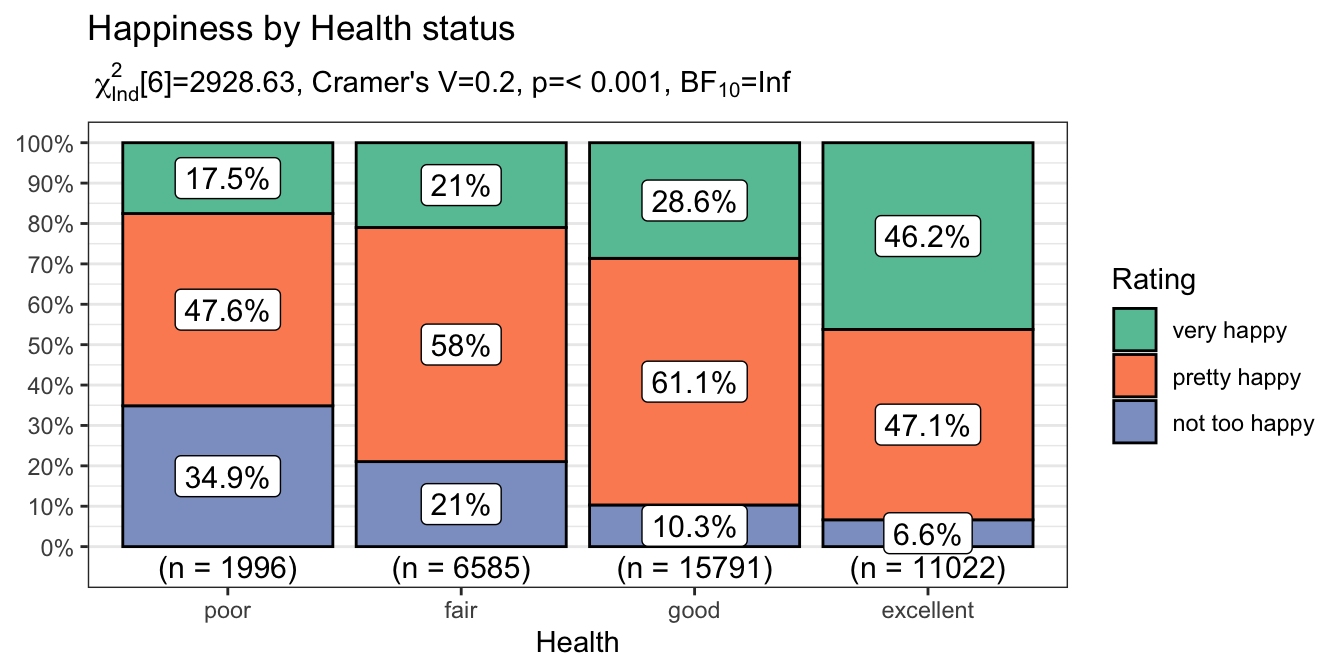 Happiness by Health status
χ²Ind[6]=2928.63, Cramer's V=0.2, p=< 0.001, BF₁₀=Inf
100%
90%
80%
70%
60%
50%
40%
30%
20%
10%
0%
17.5%
21%
28.6%
46.2%
47.6%
58%
61.1%
47.1%
34.9%
21%
10.3%
6.6%
(n = 1996)
(n = 6585)
(n = 15791)
(n = 11022)
poor
fair
good
excellent
Health
Rating
very happy
pretty happy
not too happy